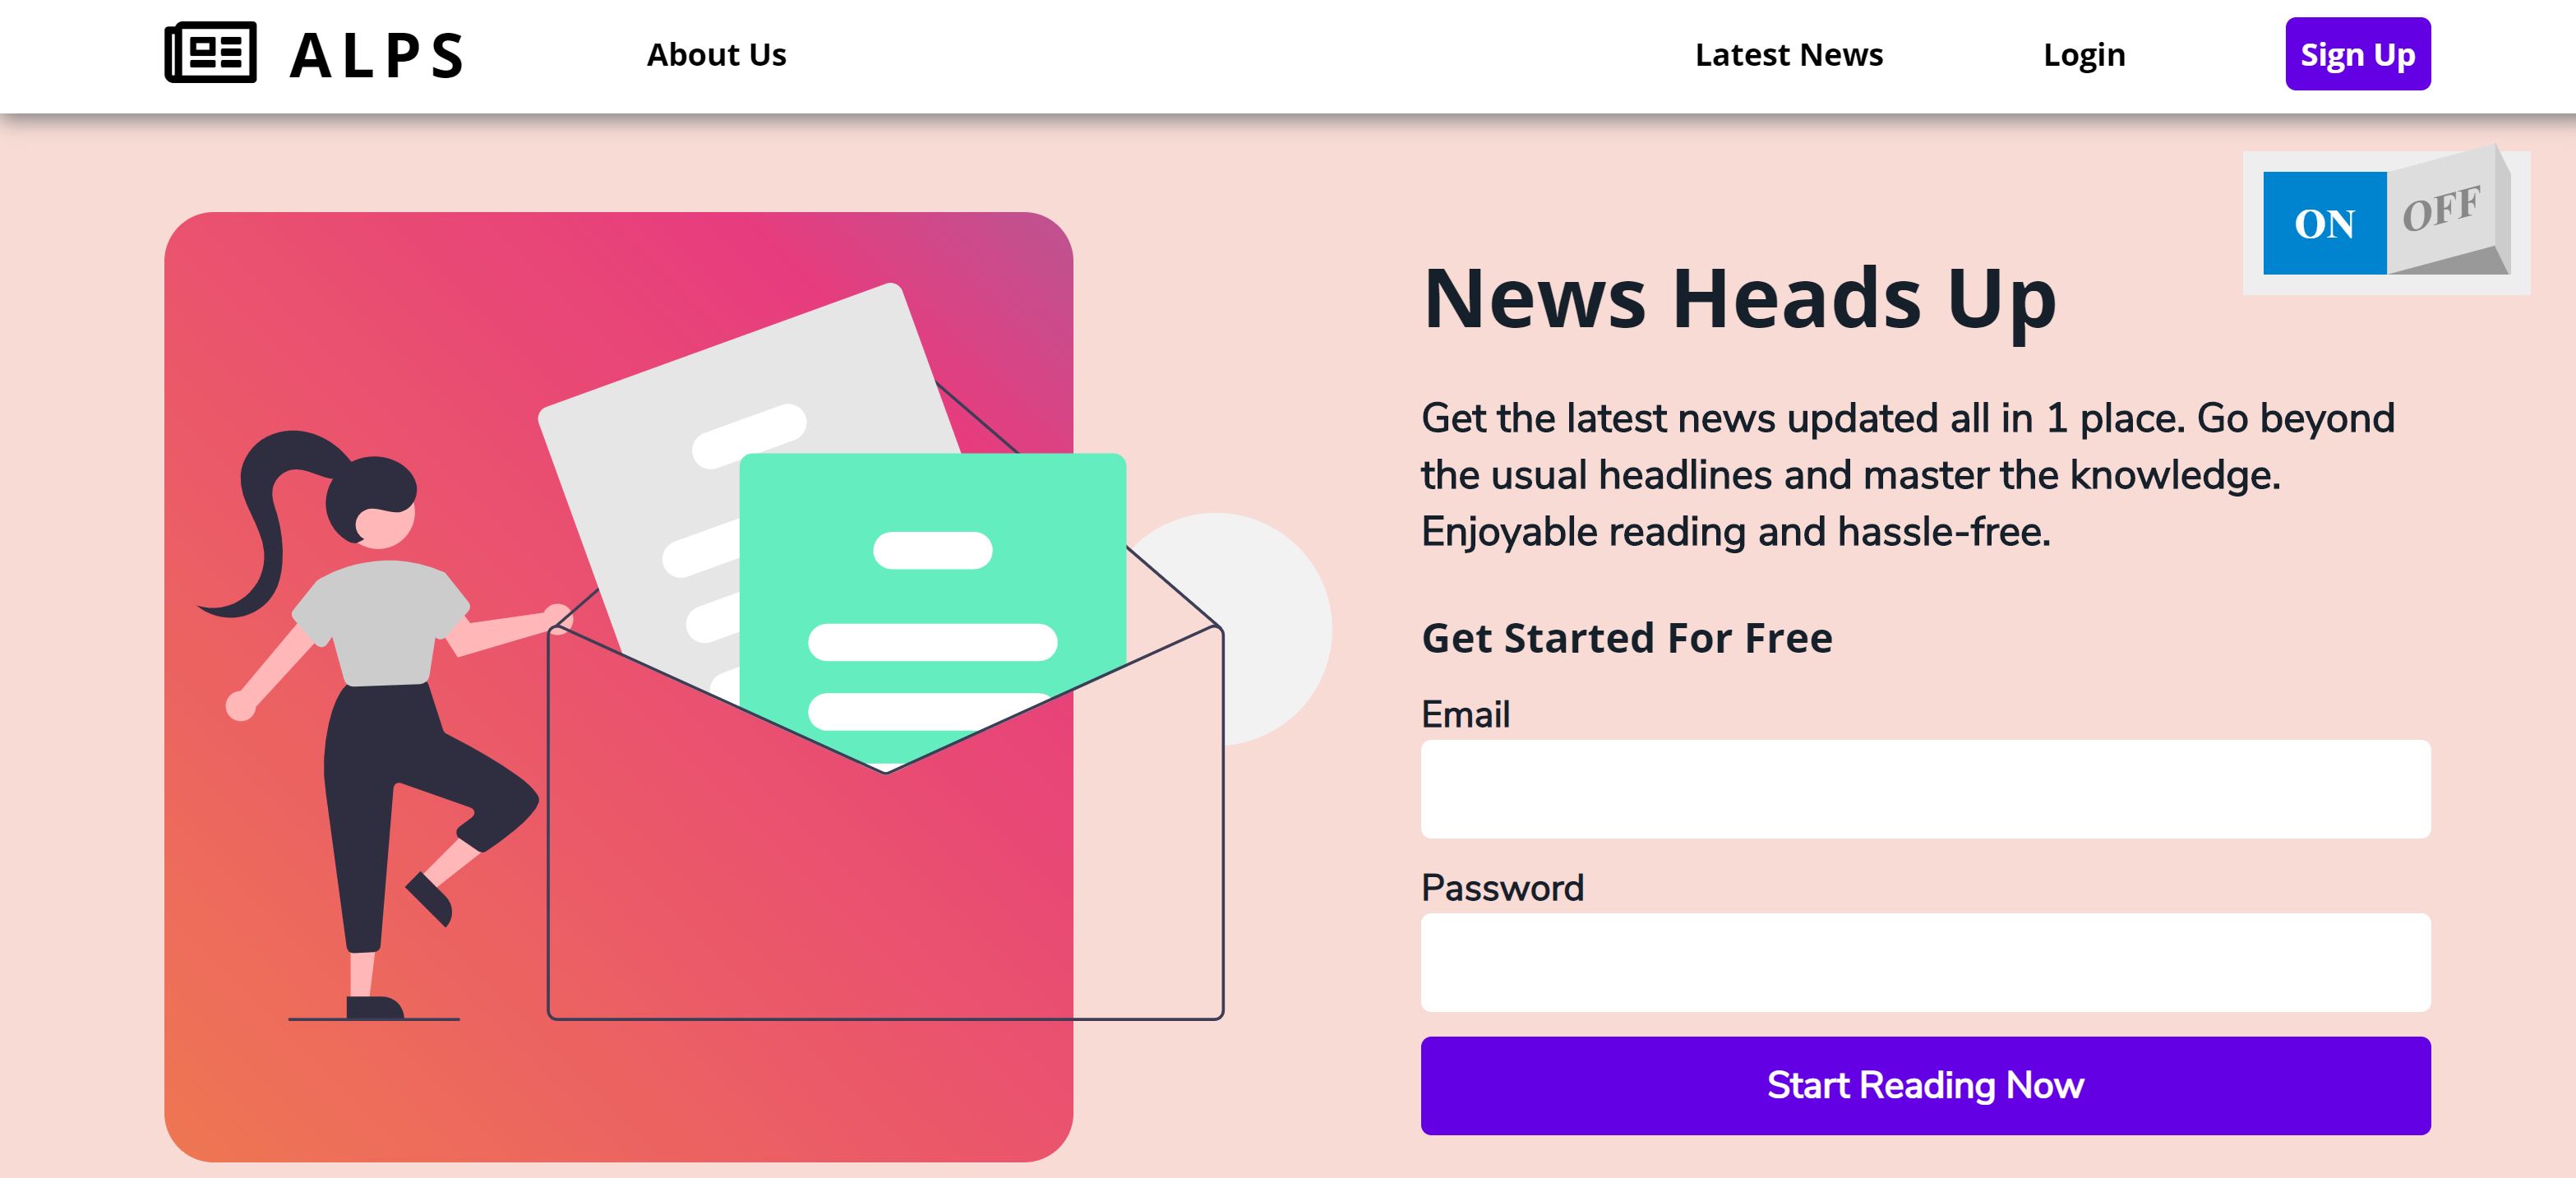 ALPS
About Us
Latest News
Login
Sign Up
ON
OFF
News Heads Up
Get the latest news updated all in 1 place. Go beyond
the usual headlines and master the knowledge.
Enjoyable reading and hassle-free.
Get Started For Free
Email
Password
Start Reading Now